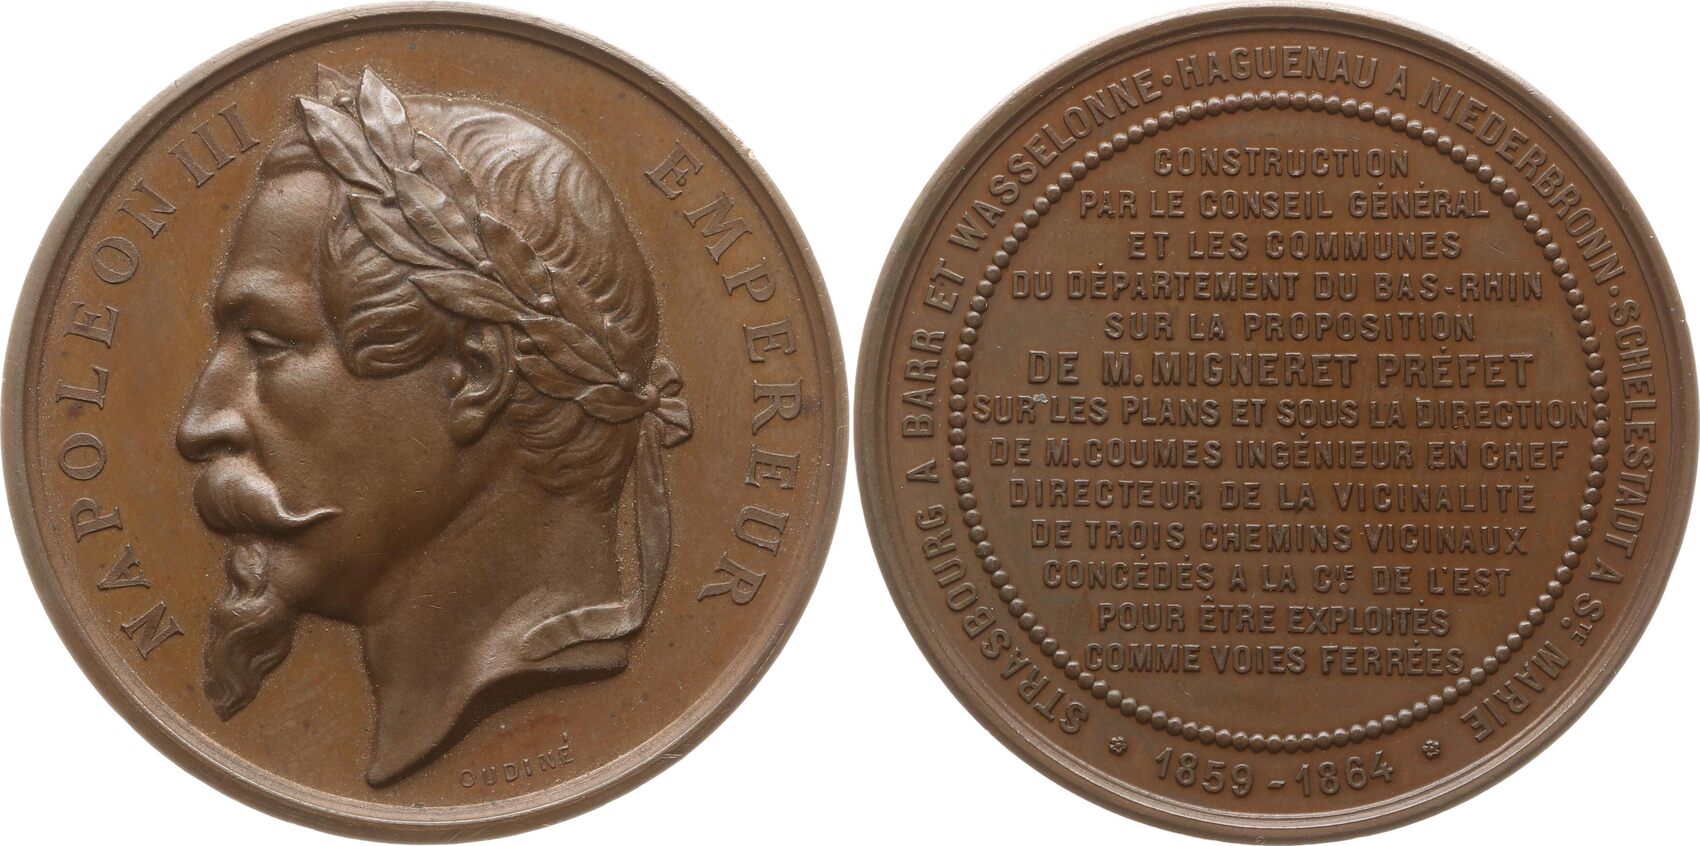 NAPOLEON III EMPEREUR
OUDINÉ
STRASBOURG A BARR ET WASSELONNE · HAGUENAU A NIEDERBRONN · SCHELESTADT A STE MARIE
CONSTRUCTION
PAR LE CONSEIL GÉNÉRAL
ET LES COMMUNES
DU DÉPARTEMENT DU BAS-RHIN
SUR LA PROPOSITION
DE M. MIGNERET PRÉFET
SUR LES PLANS ET SOUS LA DIRECTION
DE M. COUMES INGÉNIEUR EN CHEF
DIRECTEUR DE LA VICINALITÉ
DE TROIS CHEMINS VICINAUX
CONCÉDÉS A LA CIE. DE L'EST
POUR ÊTRE EXPLOITÉS
COMME VOIES FERRÉES
1859-1864